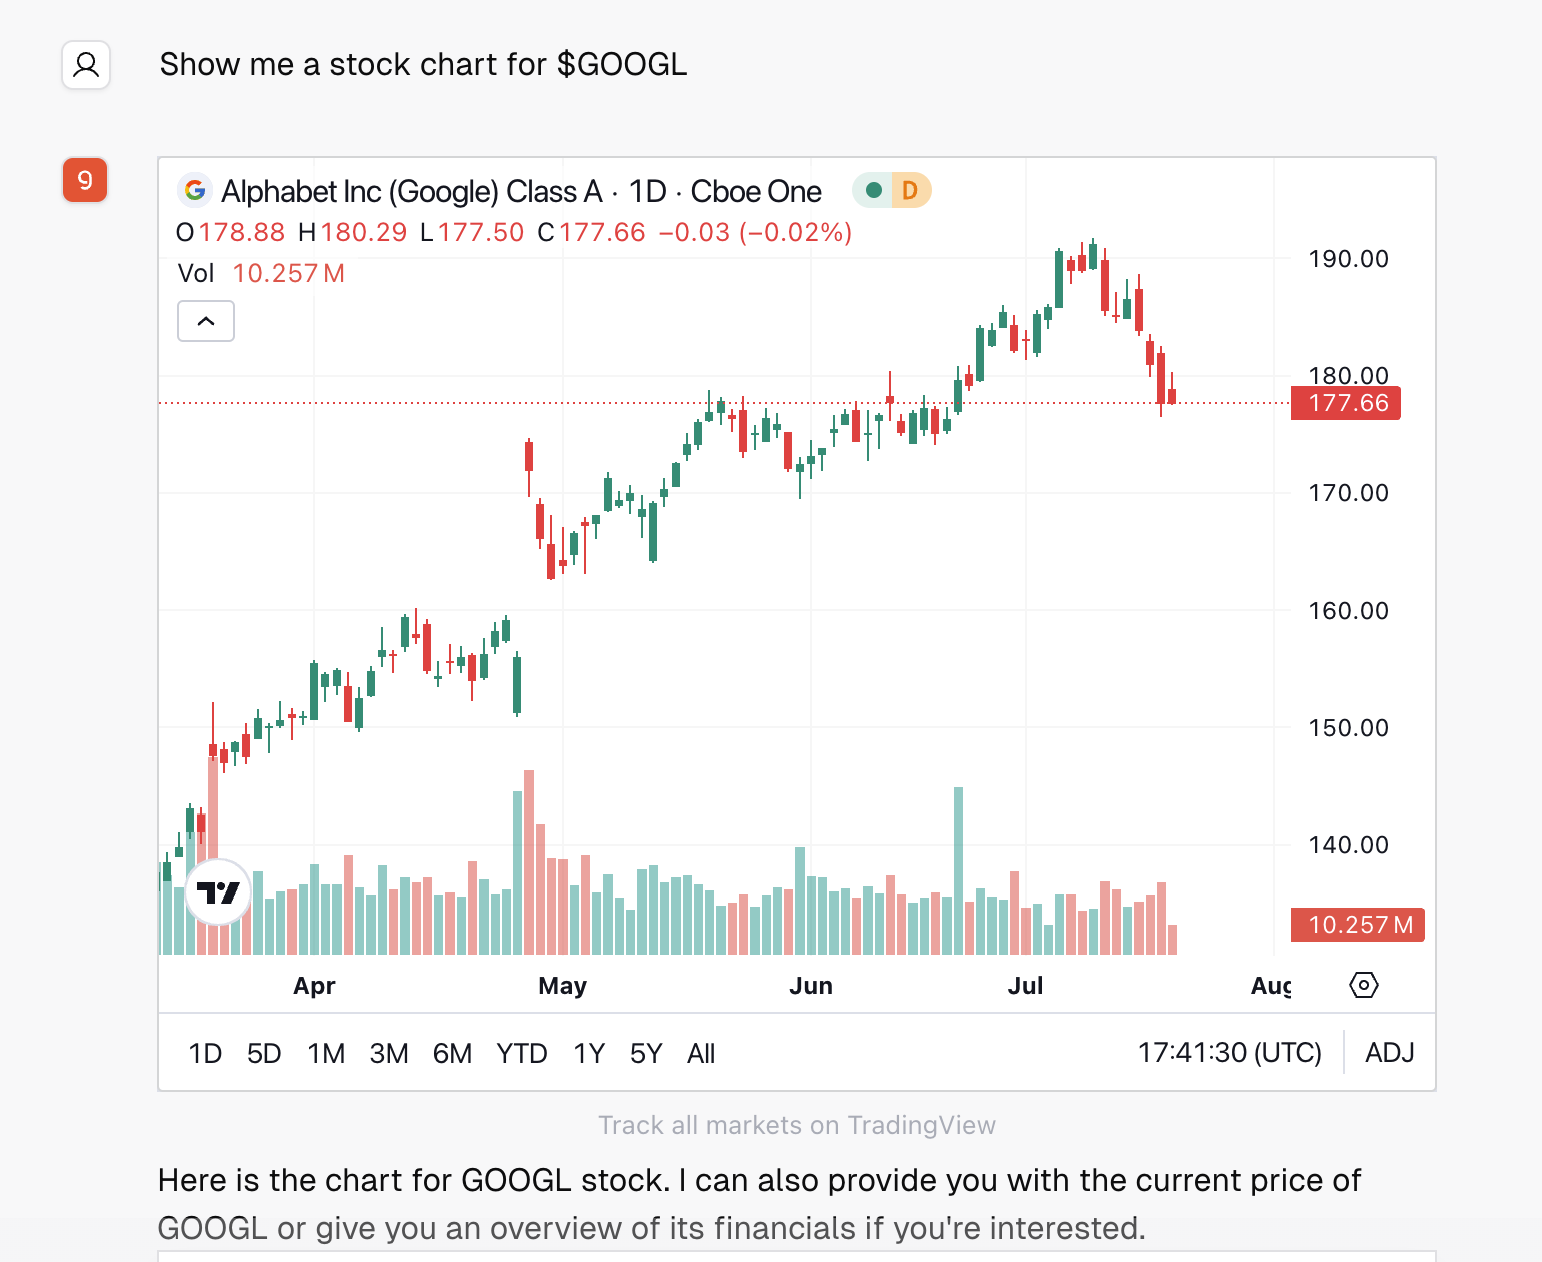 Show me a stock chart for $GOOGL
9
Alphabet Inc (Google) Class A · 1D · Cboe One D
O178.88 H180.29 L177.50 C177.66 −0.03 (−0.02%)
Vol 10.257 M
190.00
180.00
177.66
170.00
160.00
150.00
140.00
10.257 M
Apr May Jun Jul Aug
1D 5D 1M 3M 6M YTD 1Y 5Y All 17:41:30 (UTC) ADJ
Track all markets on TradingView
Here is the chart for GOOGL stock. I can also provide you with the current price of
GOOGL or give you an overview of its financials if you're interested.